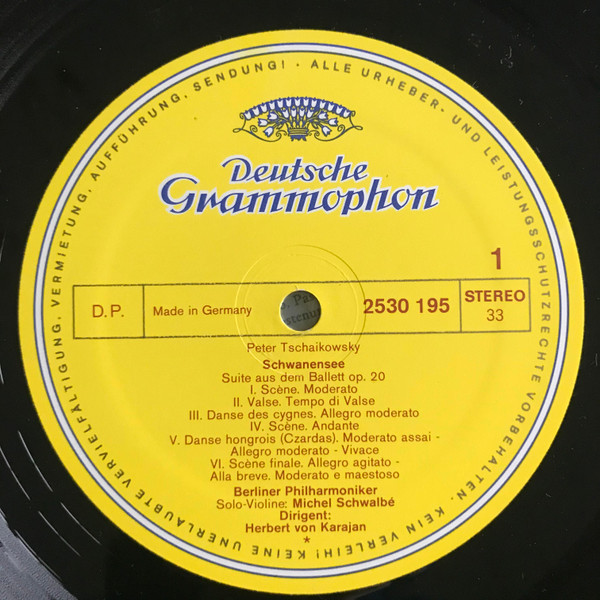 ALLE URHEBER- UND LEISTUNGSSCHUTZRECHTE VORBEHALTEN. KEIN VERLEIH! KEINE UNERLAUBTE VERVIELFÄLTIGUNG, VERMIETUNG, AUFFÜHRUNG, SENDUNG! ·
Deutsche
Grammophon
1
D.P.
Made in Germany
2530 195
STEREO
33
Peter Tschaikowsky
Schwanensee
Suite aus dem Ballett op. 20
I. Scène. Moderato
II. Valse. Tempo di Valse
III. Danse des cygnes. Allegro moderato
IV. Scène. Andante
V. Danse hongrois (Czardas). Moderato assai -
Allegro moderato - Vivace
VI. Scène finale. Allegro agitato -
Alla breve. Moderato e maestoso
Berliner Philharmoniker
Solo-Violine: Michel Schwalbé
Dirigent:
Herbert von Karajan
*